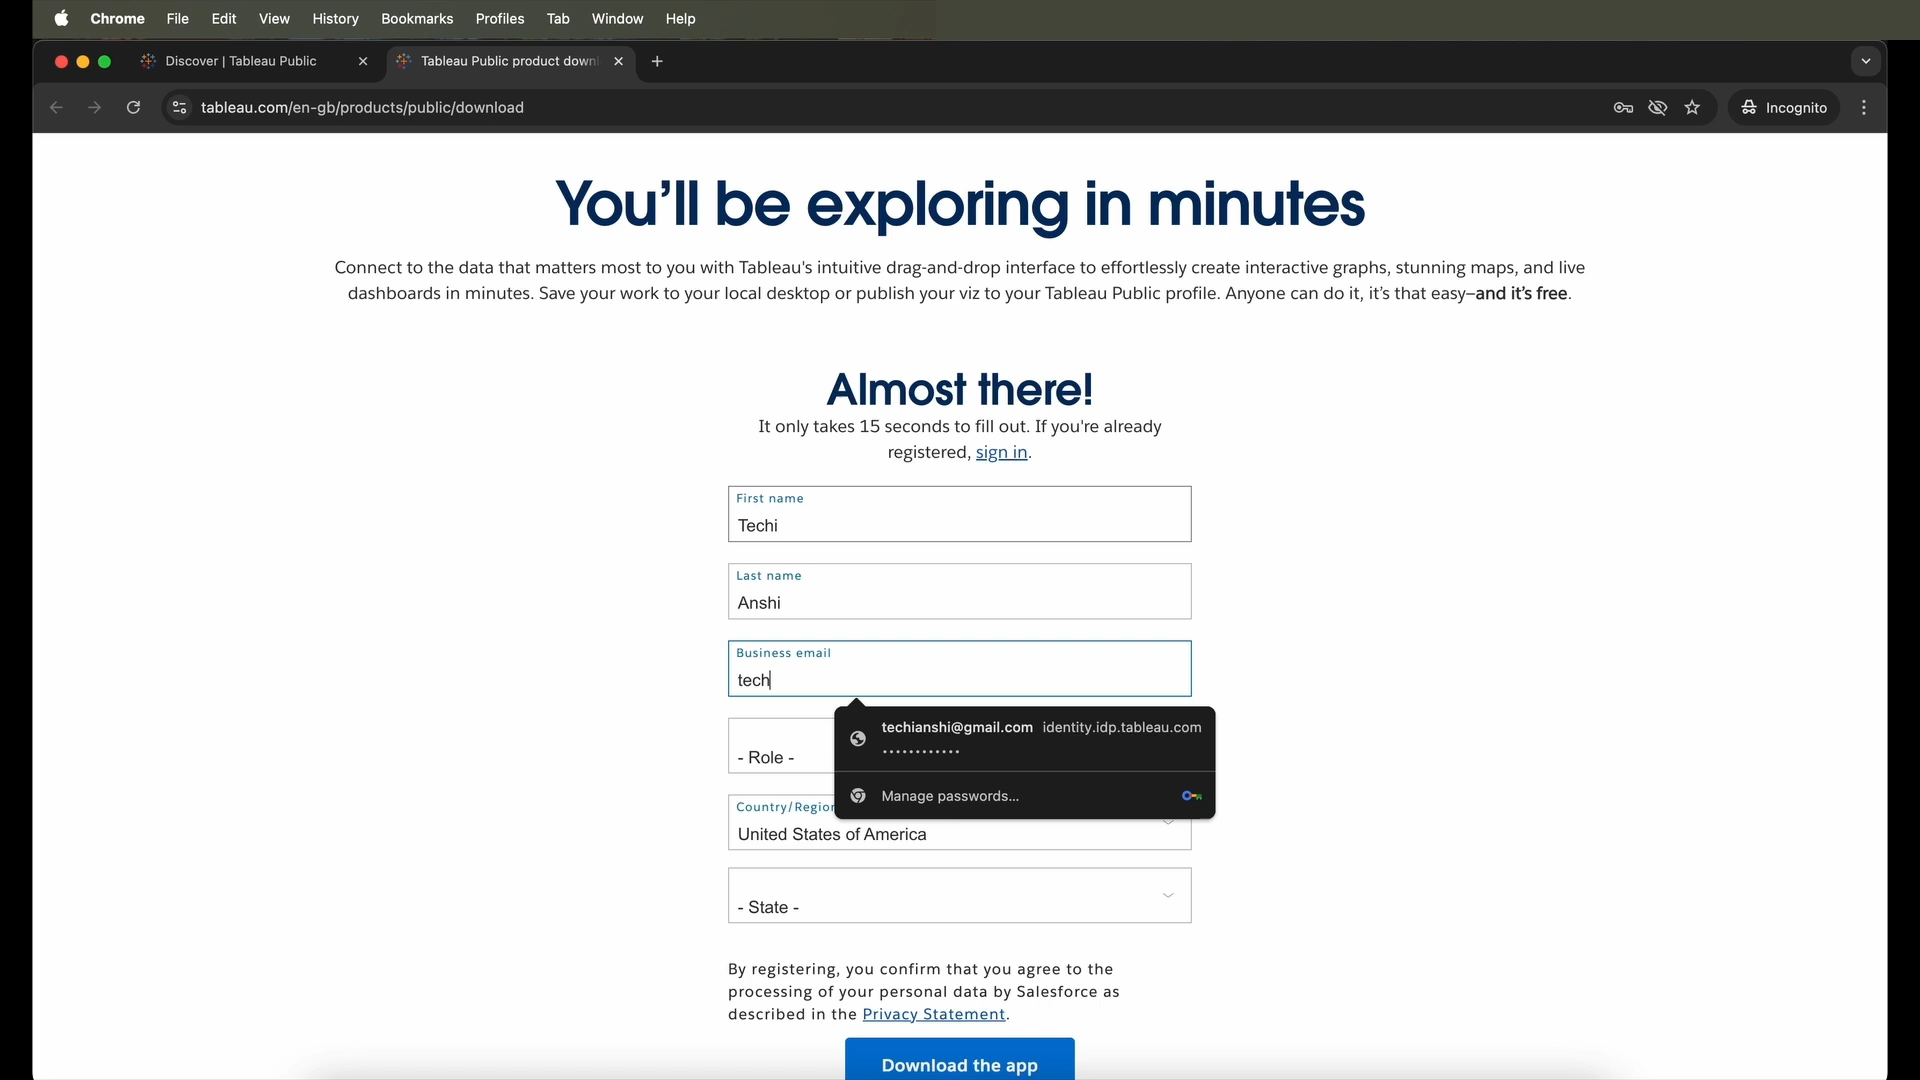 Chrome File Edit View History Bookmarks Profiles Tab Window Help
Discover | Tableau Public
Tableau Public product down
tableau.com/en-gb/products/public/download
Incognito
You'll be exploring in minutes
Connect to the data that matters most to you with Tableau's intuitive drag-and-drop interface to effortlessly create interactive graphs, stunning maps, and live
dashboards in minutes. Save your work to your local desktop or publish your viz to your Tableau Public profile. Anyone can do it, it's that easy–and it's free.
Almost there!
It only takes 15 seconds to fill out. If you're already
registered, sign in.
First name
Techi
Last name
Anshi
Business email
tech
techianshi@gmail.com identity.idp.tableau.com
............
- Role -
Manage passwords...
Country/Region
United States of America
- State -
By registering, you confirm that you agree to the
processing of your personal data by Salesforce as
described in the Privacy Statement.
Download the app